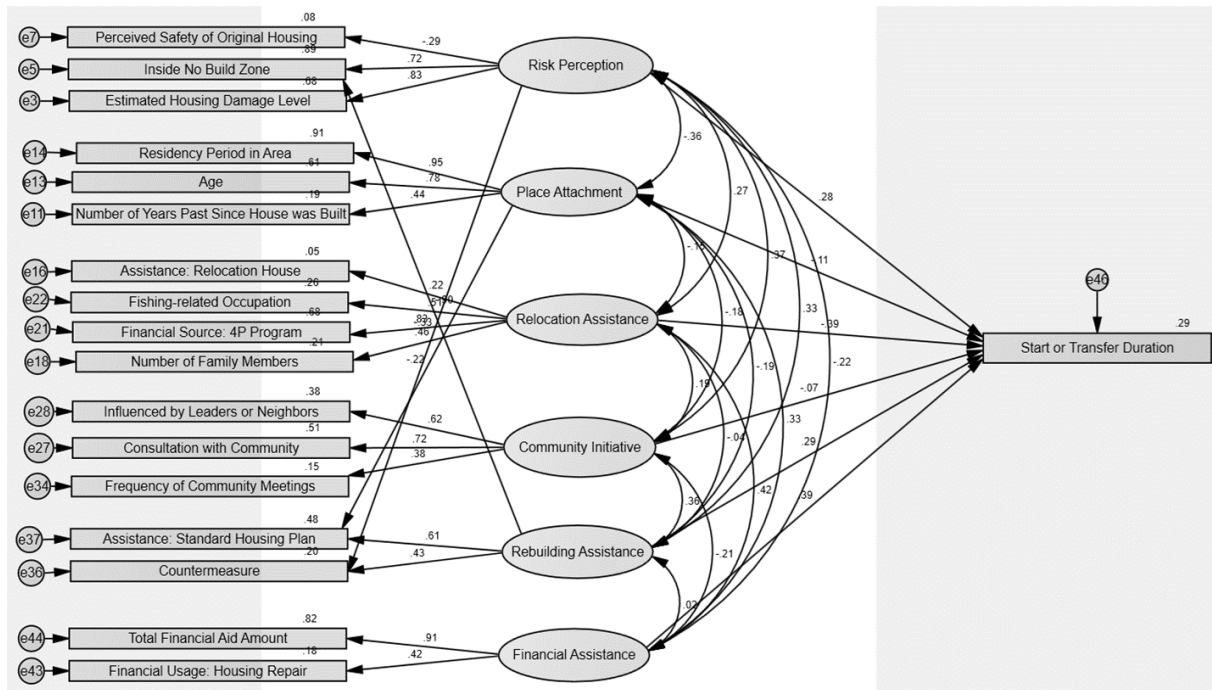 .08
e7 Perceived Safety of Original Housing
-.29
Risk Perception
.89
e5 Inside No Build Zone
.72
.83
.68
e3 Estimated Housing Damage Level
-.36
.91
e14 Residency Period in Area
.95
.61
e13 Age
.78
Place Attachment
.27
.28
.19
e11 Number of Years Past Since House was Built
.44
-.15
.37
-.11
.05
e16 Assistance: Relocation House
.22
e46
.26
e22 Fishing-related Occupation
.51
-.18
.33
.68
e21 Financial Source: 4P Program
-.33
.46
Relocation Assistance
-.39
.29
Start or Transfer Duration
.21
e18 Number of Family Members
-.22
-.19
-.22
.38
.19
-.07
e28 Influenced by Leaders or Neighbors
.62
.33
.51
e27 Consultation with Community
.72
.38
Community Initiative
-.04
.29
.15
e34 Frequency of Community Meetings
.42
.39
.36
.48
e37 Assistance: Standard Housing Plan
.61
Rebuilding Assistance
-.21
.20
e36 Countermeasure
.43
.02
.82
e44 Total Financial Aid Amount
.91
Financial Assistance
.18
e43 Financial Usage: Housing Repair
.42